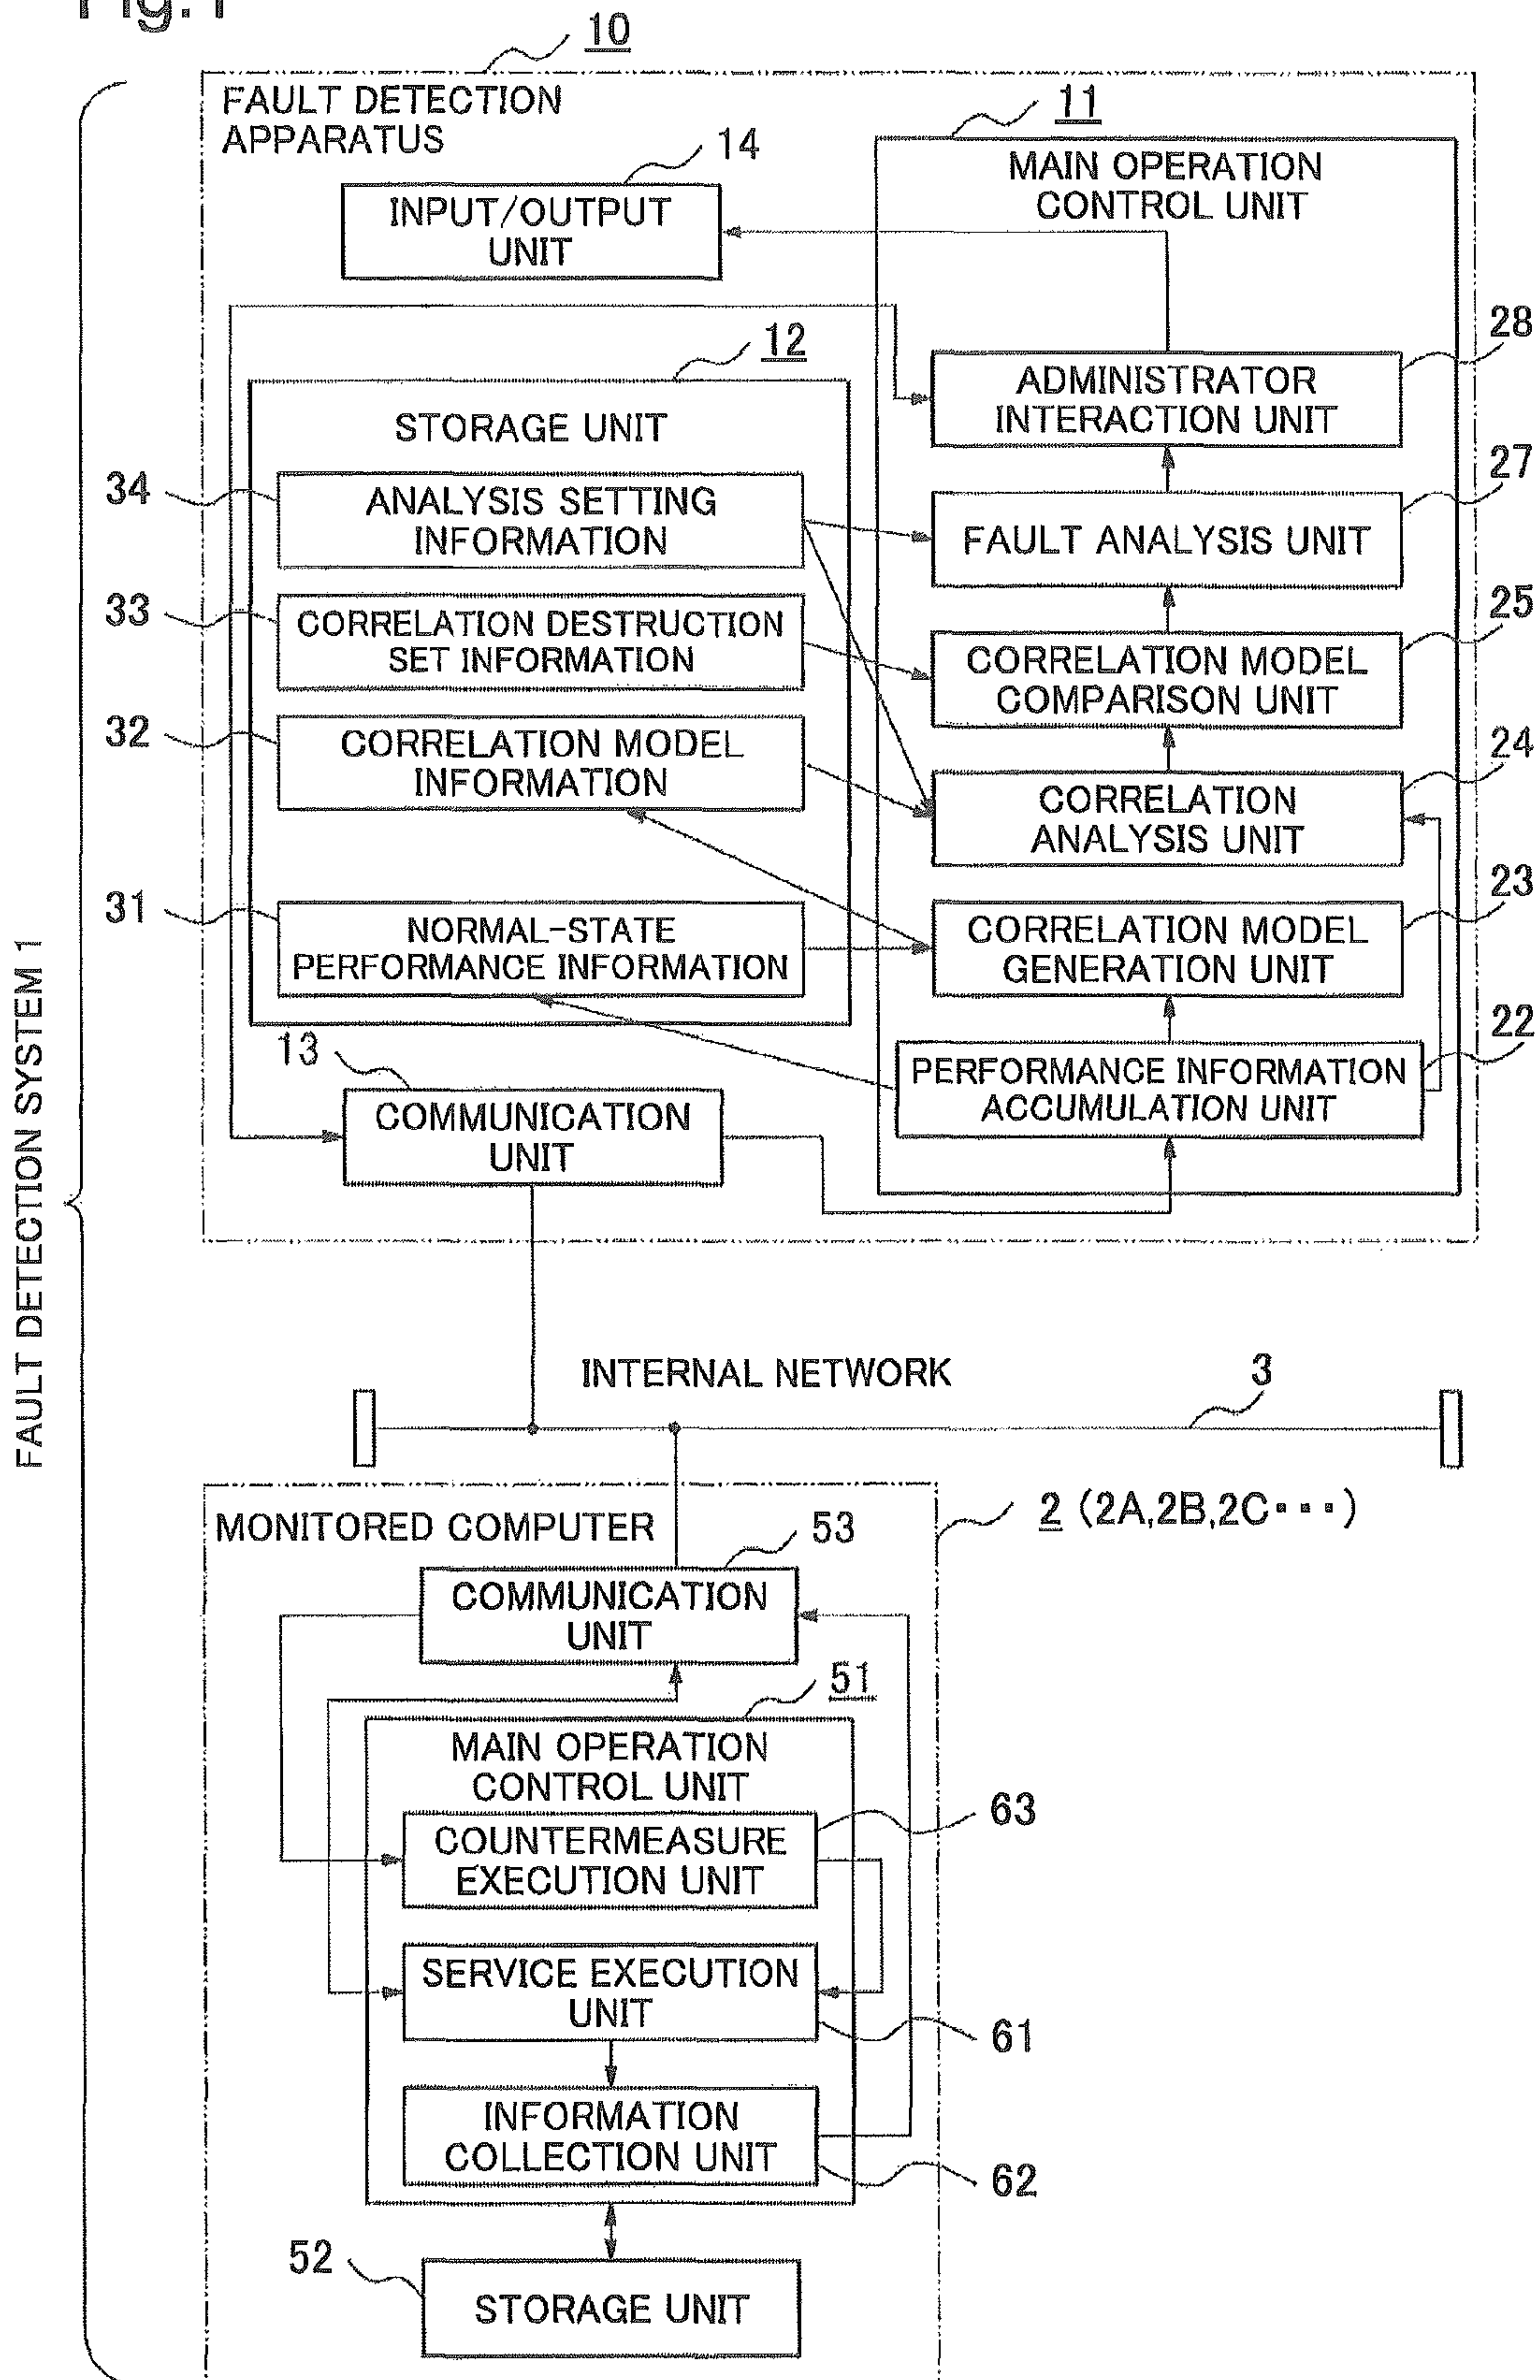 Fig.1
10
FAULT DETECTION
APPARATUS
11
14
MAIN OPERATION
CONTROL UNIT
INPUT/OUTPUT
UNIT
28
12
ADMINISTRATOR
INTERACTION UNIT
STORAGE UNIT
27
34
ANALYSIS SETTING
INFORMATION
FAULT ANALYSIS UNIT
33
25
CORRELATION DESTRUCTION
SET INFORMATION
CORRELATION MODEL
COMPARISON UNIT
32
24
CORRELATION MODEL
INFORMATION
CORRELATION
ANALYSIS UNIT
31
23
NORMAL-STATE
PERFORMANCE INFORMATION
CORRELATION MODEL
GENERATION UNIT
22
13
PERFORMANCE INFORMATION
ACCUMULATION UNIT
COMMUNICATION
UNIT
FAULT DETECTION SYSTEM 1
INTERNAL NETWORK
3
2 (2A,2B,2C・・・)
MONITORED COMPUTER
53
COMMUNICATION
UNIT
51
MAIN OPERATION
CONTROL UNIT
63
COUNTERMEASURE
EXECUTION UNIT
SERVICE EXECUTION
UNIT
61
INFORMATION
COLLECTION UNIT
62
52
STORAGE UNIT